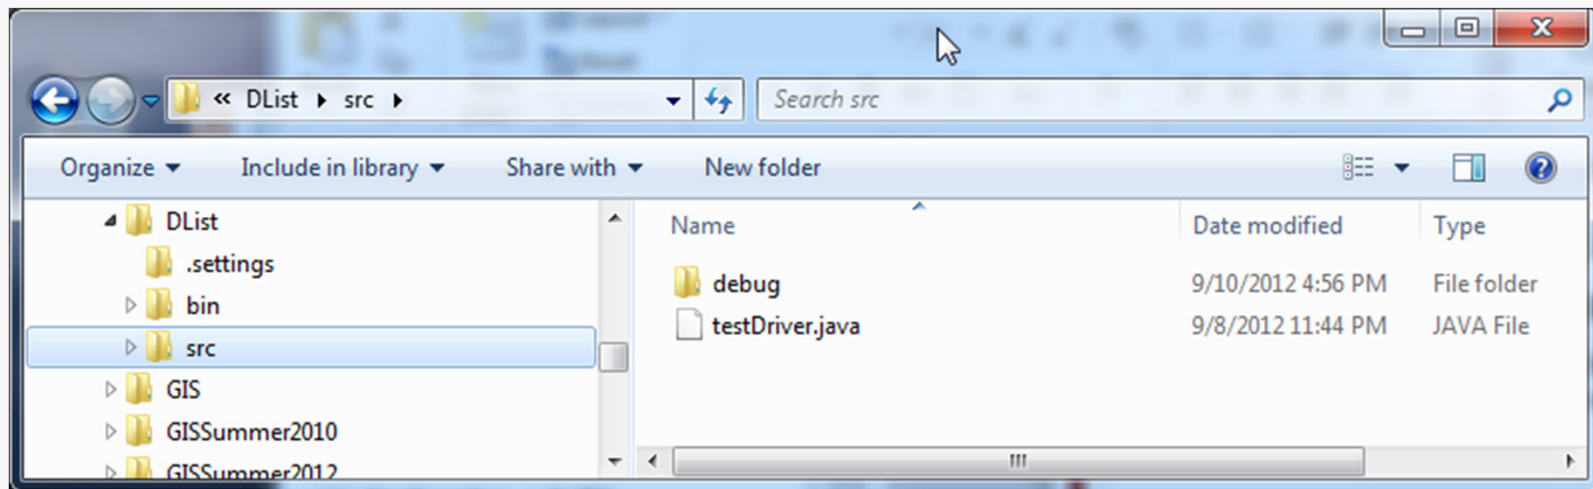 « DList ▸ src ▸ Search src
Organize Include in library Share with New folder
DList
.settings
bin
src
GIS
GISSummer2010
GISSummer2012
Name Date modified Type
debug 9/10/2012 4:56 PM File folder
testDriver.java 9/8/2012 11:44 PM JAVA File